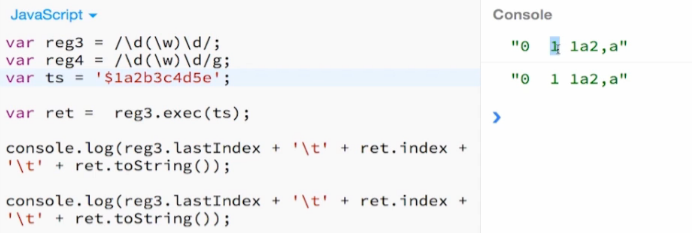 JavaScript
var reg3 = /\d(\w)\d/;
var reg4 = /\d(\w)\d/g;
var ts = '$1a2b3c4d5e';
var ret =  reg3.exec(ts);
console.log(reg3.lastIndex + '\t' + ret.index +
'\t' + ret.toString());
console.log(reg3.lastIndex + '\t' + ret.index +
'\t' + ret.toString());
Console
"0  1 1a2,a"
"0  1 1a2,a"